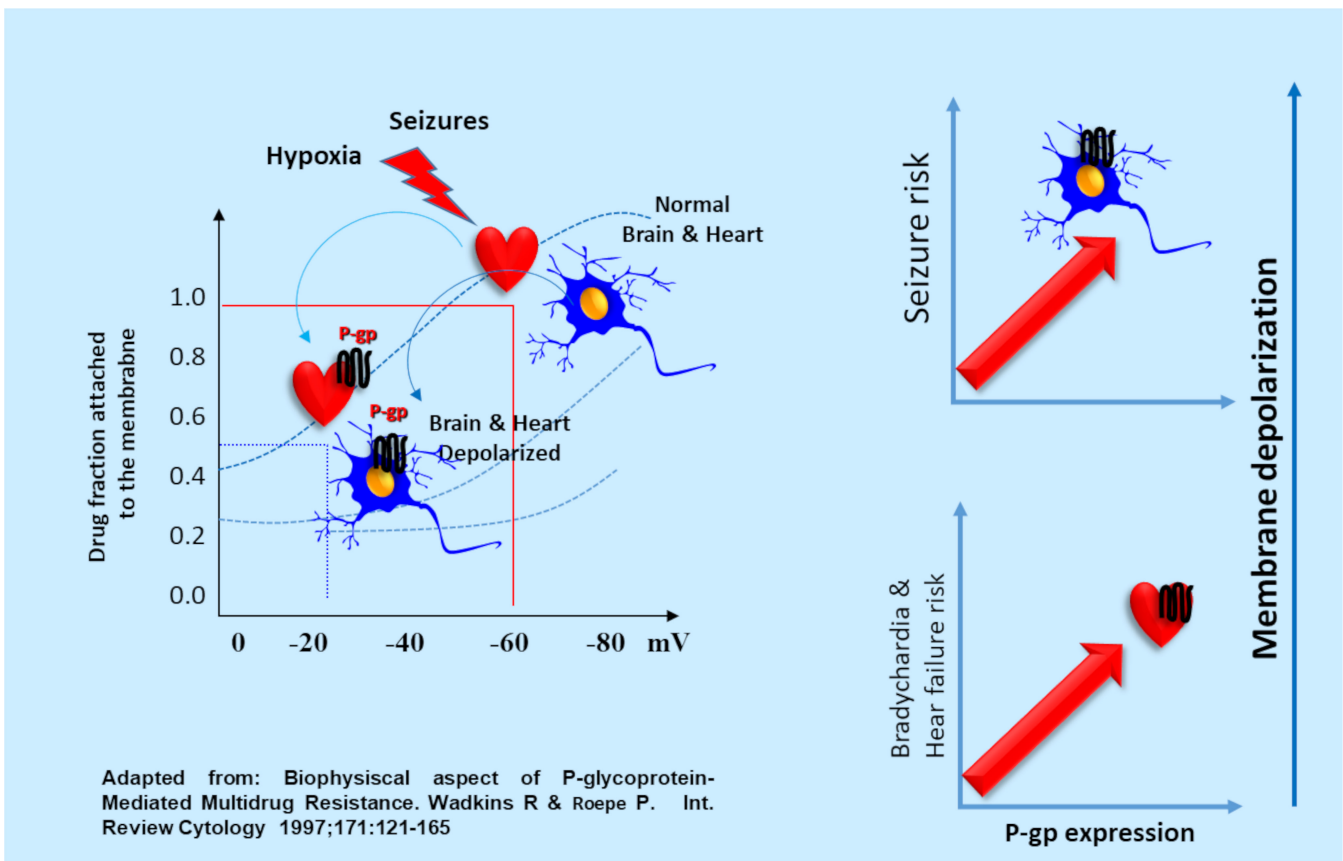 Seizures
Hypoxia
Normal
Brain & Heart
1.0
0.8
0.6
0.4
0.2
0.0
Drug fraction attached
to the membrabne
P-gp
P-gp
Brain & Heart
Depolarized
0 -20 -40 -60 -80 mV
Seizure risk
Bradychardia &
Hear failure risk
P-gp expression
Membrane depolarization
Adapted from: Biophysiscal aspect of P-glycoprotein-
Mediated Multidrug Resistance. Wadkins R & Roepe P. Int.
Review Cytology 1997;171:121-165